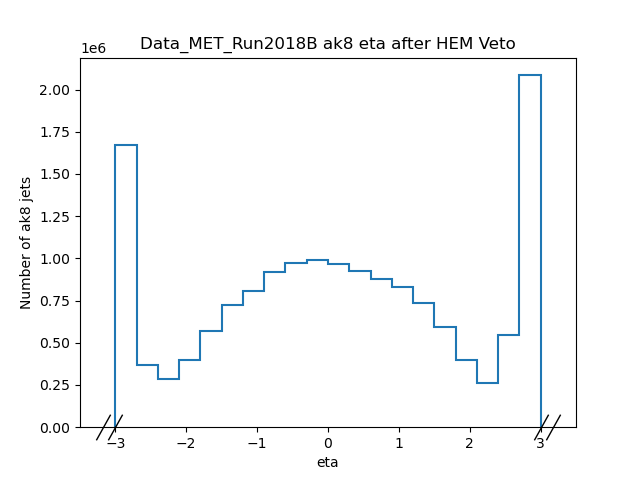 Data_MET_Run2018B ak8 eta after HEM Veto
1e6
2.00
1.75
1.50
1.25
1.00
0.75
0.50
0.25
0.00
Number of ak8 jets
−3 −2 −1 0 1 2 3
eta